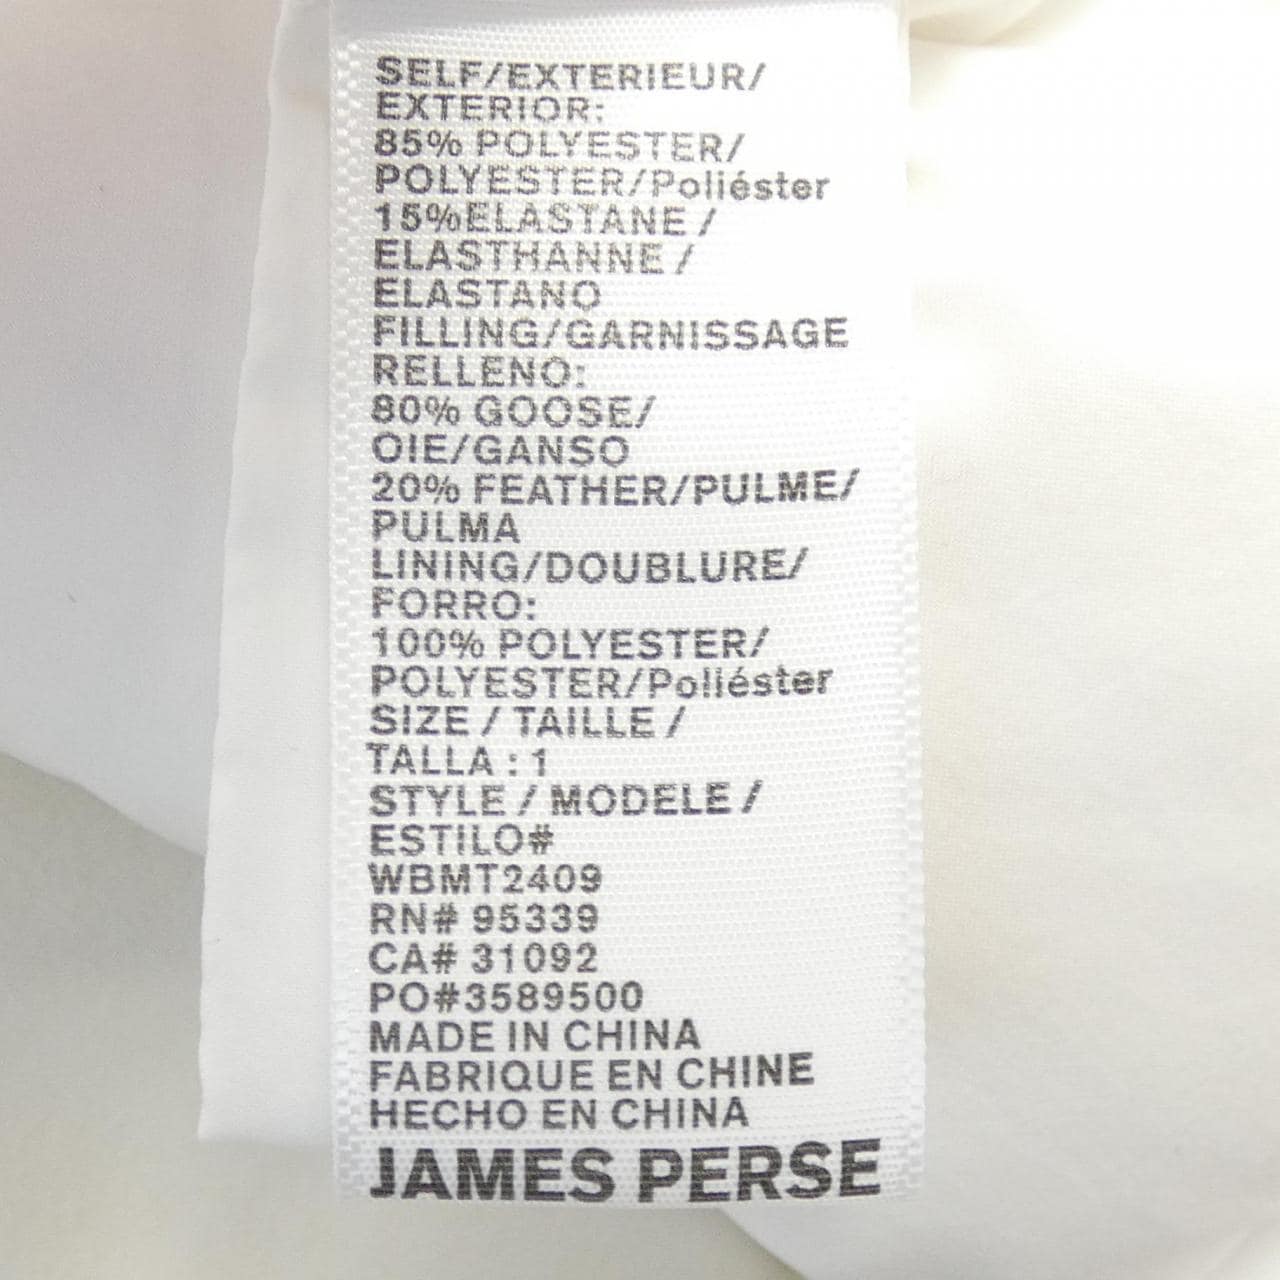 SELF/EXTERIEUR/
EXTERIOR:
85% POLYESTER/
POLYESTER/Poliéster
15%ELASTANE /
ELASTHANNE /
ELASTANO
FILLING/GARNISSAGE
RELLENO:
80% GOOSE/
OIE/GANSO
20% FEATHER/PULME/
PULMA
LINING/DOUBLURE/
FORRO:
100% POLYESTER/
POLYESTER/Poliéster
SIZE / TAILLE /
TALLA : 1
STYLE / MODELE /
ESTILO#
WBMT2409
RN# 95339
CA# 31092
PO#3589500
MADE IN CHINA
FABRIQUE EN CHINE
HECHO EN CHINA
JAMES PERSE